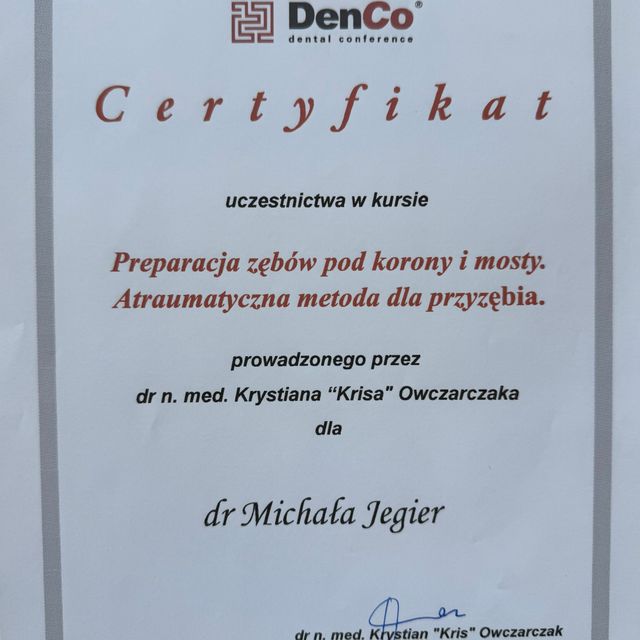 DenCo®
dental conference
Certyfikat
uczestnictwa w kursie
Preparacja zębów pod korony i mosty.
Atraumatyczna metoda dla przyzębia.
prowadzonego przez
dr n. med. Krystiana “Krisa" Owczarczaka
dla
dr Michała Jegier
dr n. med. Krystian "Kris" Owczarczak